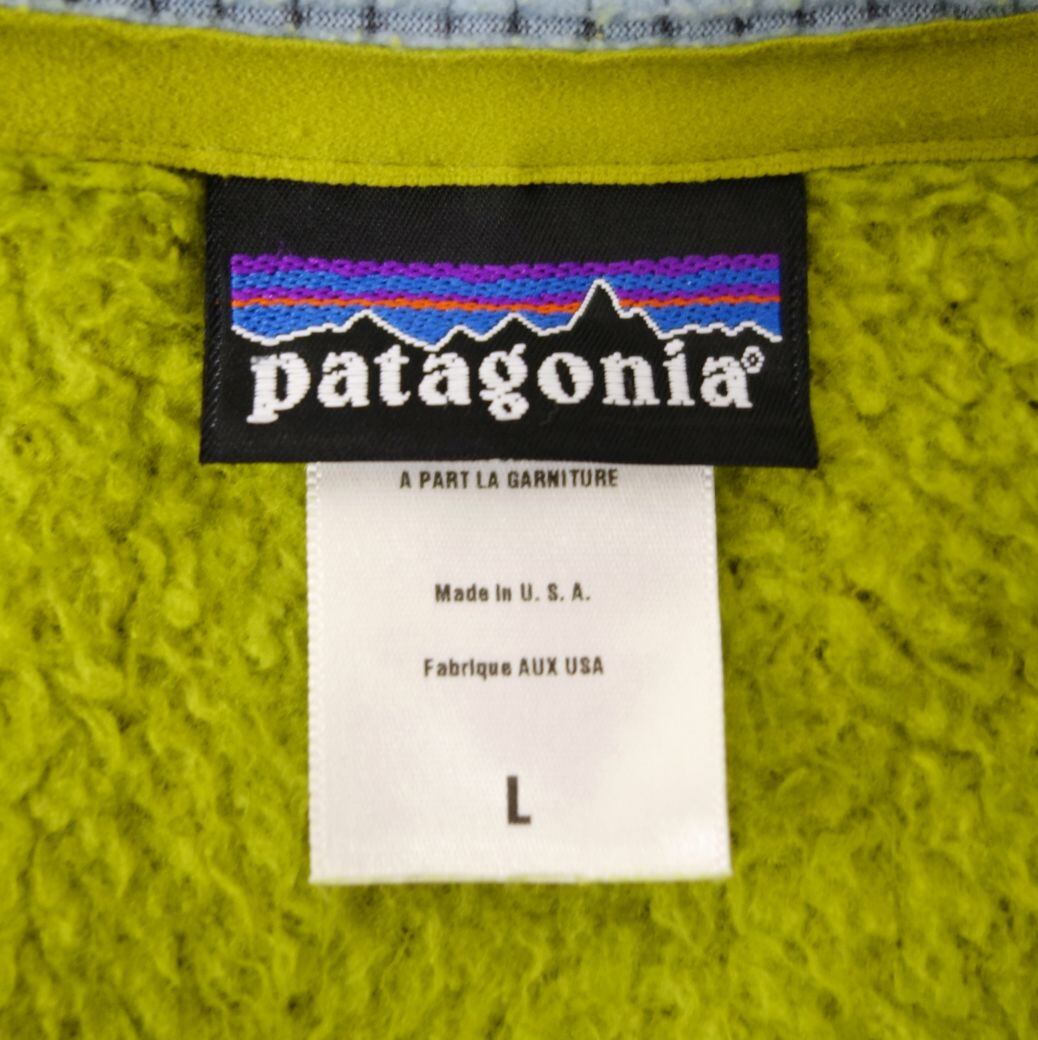 patagonia®
A PART LA GARNITURE
Made In U. S. A.
Fabrique AUX USA
L